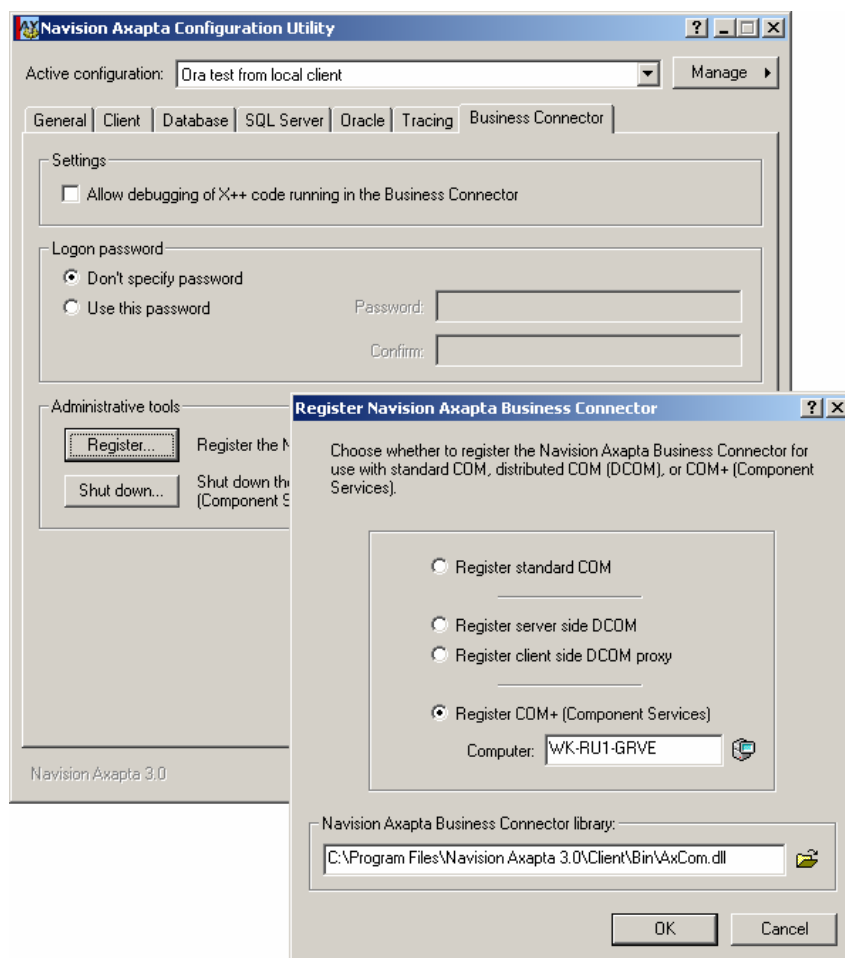 Navision Axapta Configuration Utility
Active configuration: Ora test from local client Manage
General Client Database SQL Server Oracle Tracing Business Connector
Settings
Allow debugging of X++ code running in the Business Connector
Logon password
Don't specify password
Use this password Password:
Confirm:
Administrative tools
Register... Register the
Shut down... Shut down
(Component
Navision Axapta 3.0
Register Navision Axapta Business Connector
Choose whether to register the Navision Axapta Business Connector for
use with standard COM, distributed COM (DCOM), or COM+ (Component
Services).
Register standard COM
Register server side DCOM
Register client side DCOM proxy
Register COM+ (Component Services)
Computer: WK-RU1-GRVE
Navision Axapta Business Connector library:
C:\Program Files\Navision Axapta 3.0\Client\Bin\AxCom.dll
OK Cancel